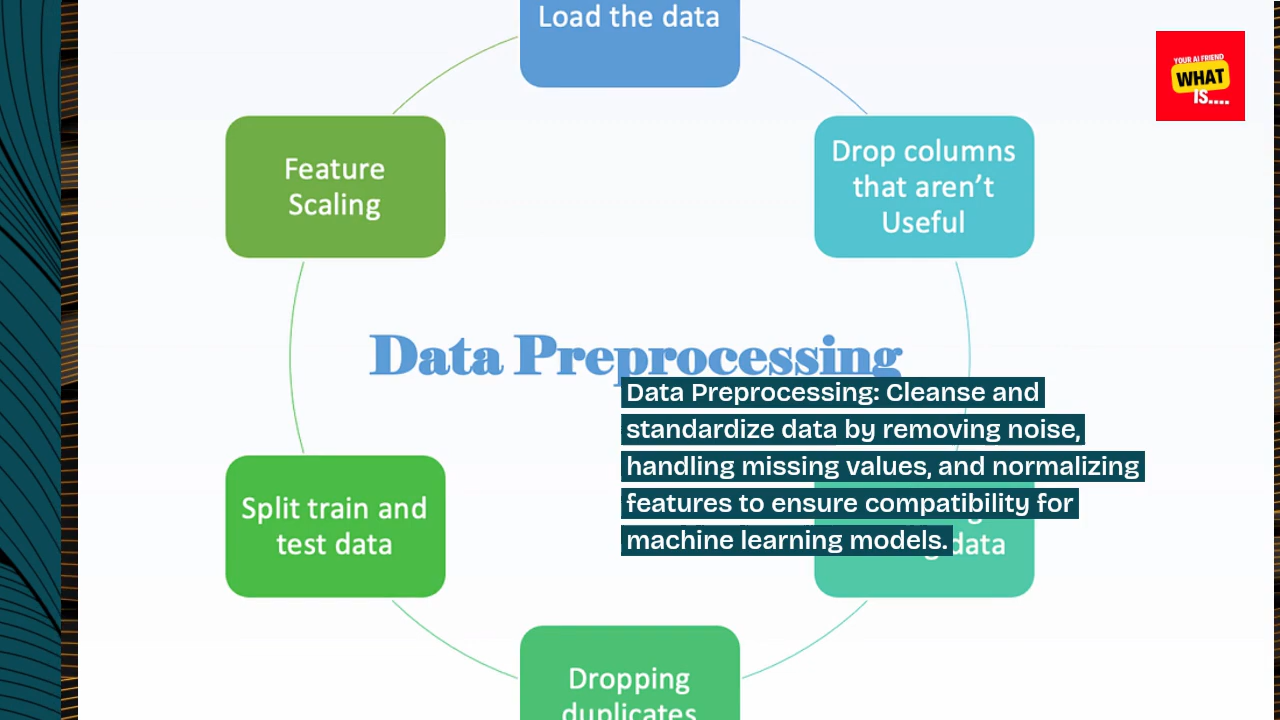 Load the data
YOUR AI FRIEND
WHAT
IS....
Feature
Scaling
Drop columns
that aren’t
Useful
Data Preprocessing
Data Preprocessing: Cleanse and
standardize data by removing noise,
handling missing values, and normalizing
features to ensure compatibility for
machine learning models.
data
Split train and
test data
Dropping
duplicates